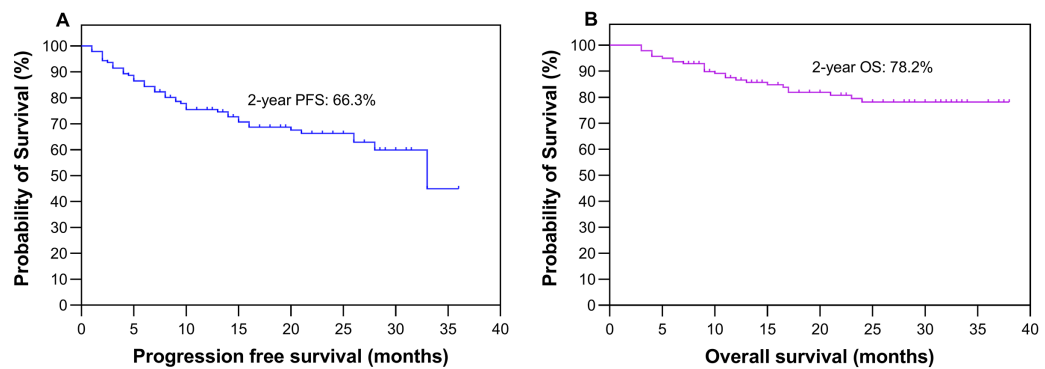 A
Probability of Survival (%)
100
90
80
70
60
50
40
30
20
10
0
2-year PFS: 66.3%
0 5 10 15 20 25 30 35 40
Progression free survival (months)
B
Probability of Survival (%)
100
90
80
70
60
50
40
30
20
10
0
2-year OS: 78.2%
0 5 10 15 20 25 30 35 40
Overall survival (months)